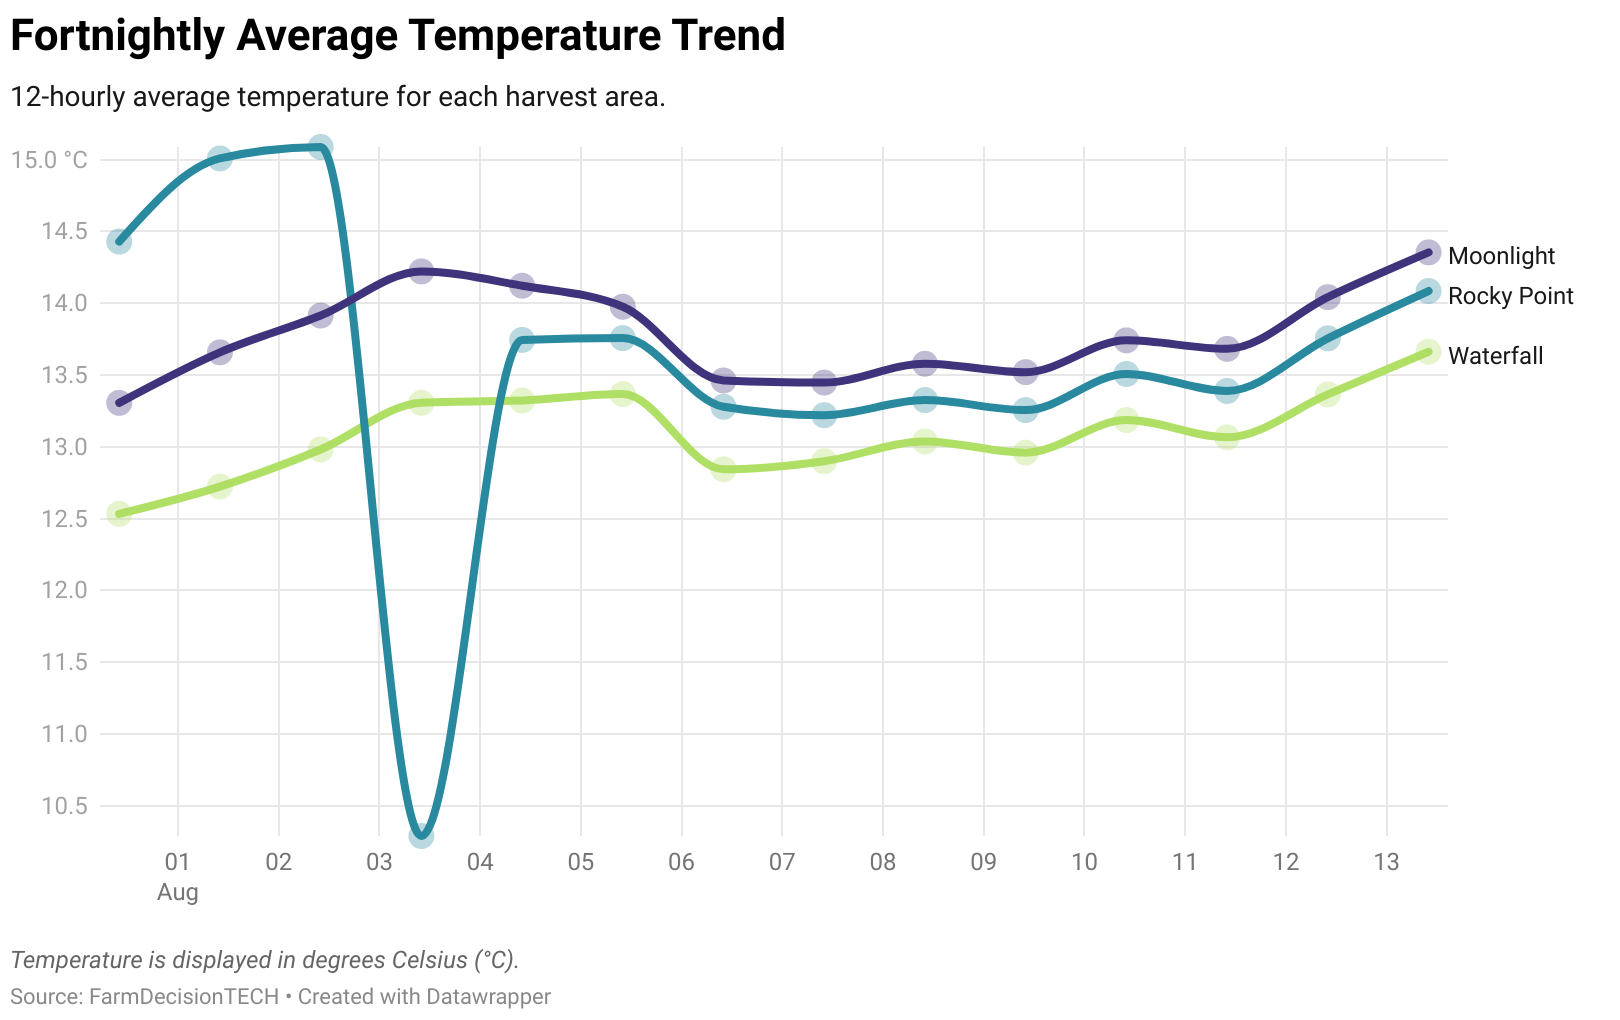 Fortnightly Average Temperature Trend
12-hourly average temperature for each harvest area.
15.0 °C
14.5
14.0
13.5
13.0
12.5
12.0
11.5
11.0
10.5
Moonlight
Rocky Point
Waterfall
01 02 03 04 05 06 07 08 09 10 11 12 13
Aug
Temperature is displayed in degrees Celsius (°C).
Source: FarmDecisionTECH • Created with Datawrapper